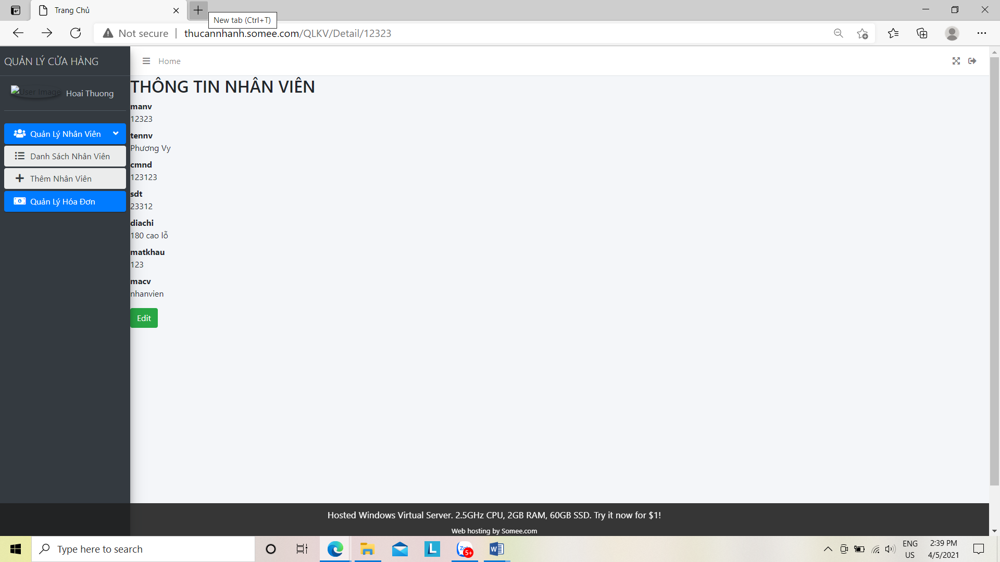 Trang Chủ
New tab (Ctrl+T)
Not secure
thucannhanh.somee.com/QLKV/Detail/12323
QUẢN LÝ CỬA HÀNG
Home
User Image
Hoai Thuong
Quản Lý Nhân Viên
Danh Sách Nhân Viên
Thêm Nhân Viên
Quản Lý Hóa Đơn
THÔNG TIN NHÂN VIÊN
manv
12323
tennv
Phương Vy
cmnd
123123
sdt
23312
diachi
180 cao lỗ
matkhau
123
macv
nhanvien
Edit
Hosted Windows Virtual Server. 2.5GHz CPU, 2GB RAM, 60GB SSD. Try it now for $1!
Web hosting by Somee.com
Type here to search
L
5+
ENG
US
2:39 PM
4/5/2021